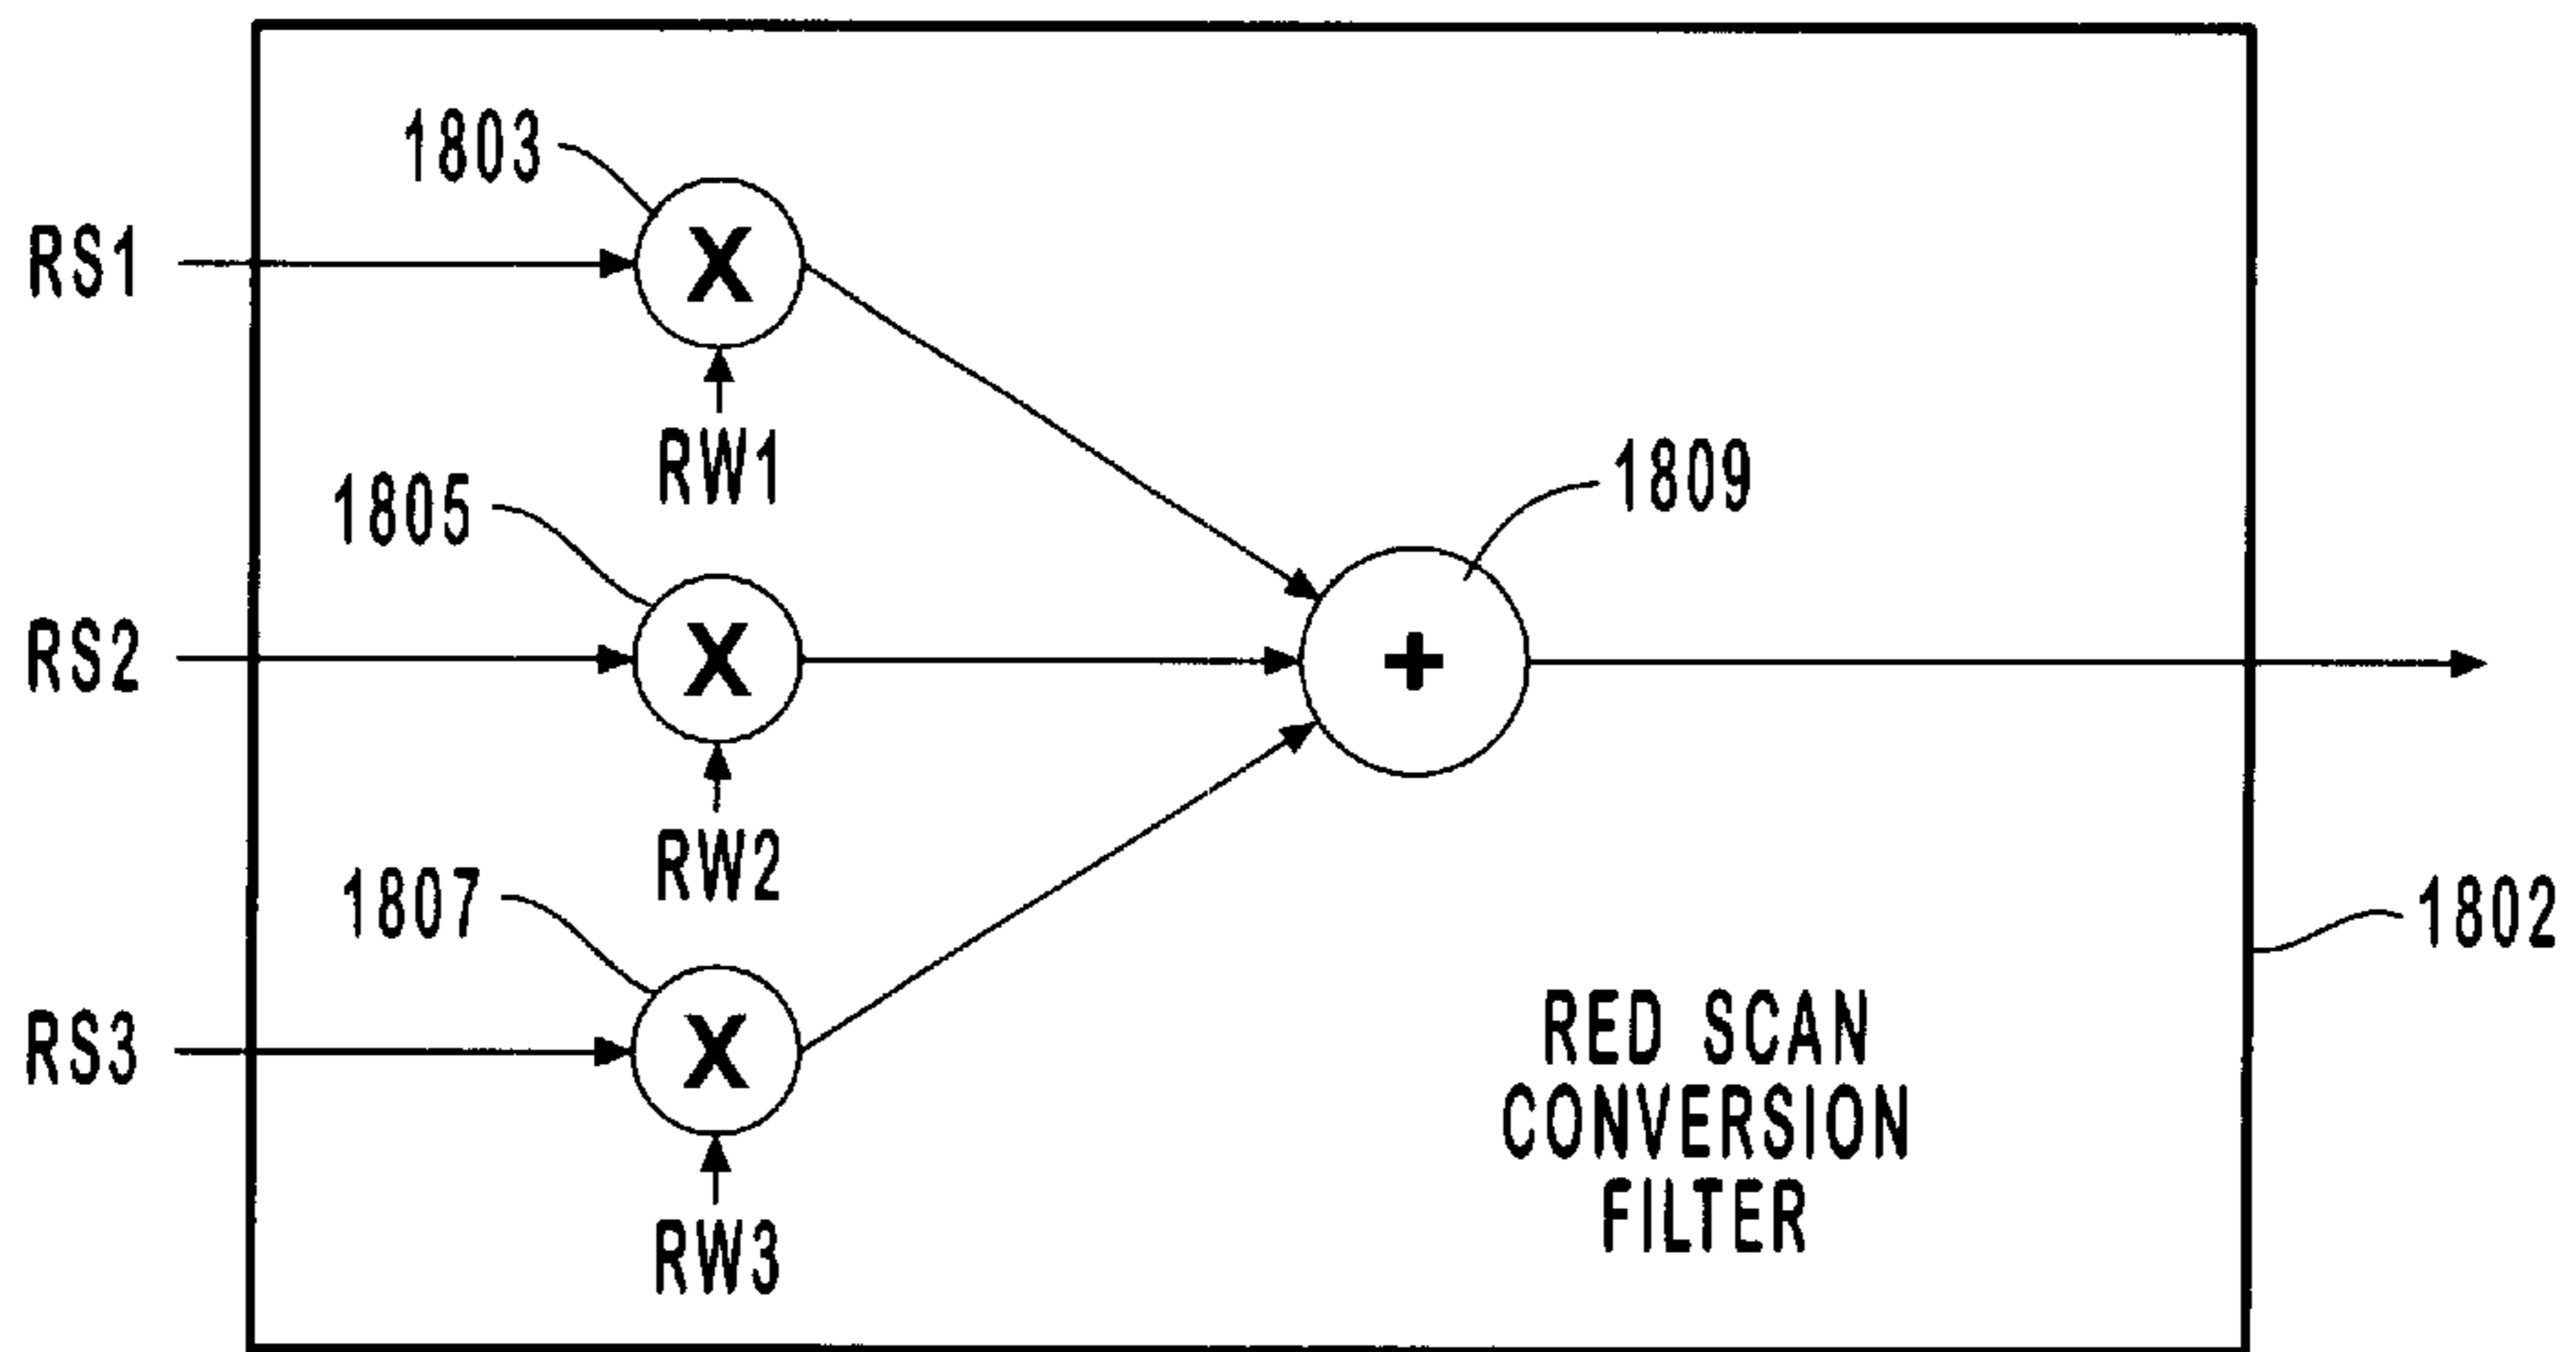 1803
RS1
X
RW1
1805
1809
RS2
X
+
RW2
1807
1802
RS3
X
RED SCAN
CONVERSION
FILTER
RW3